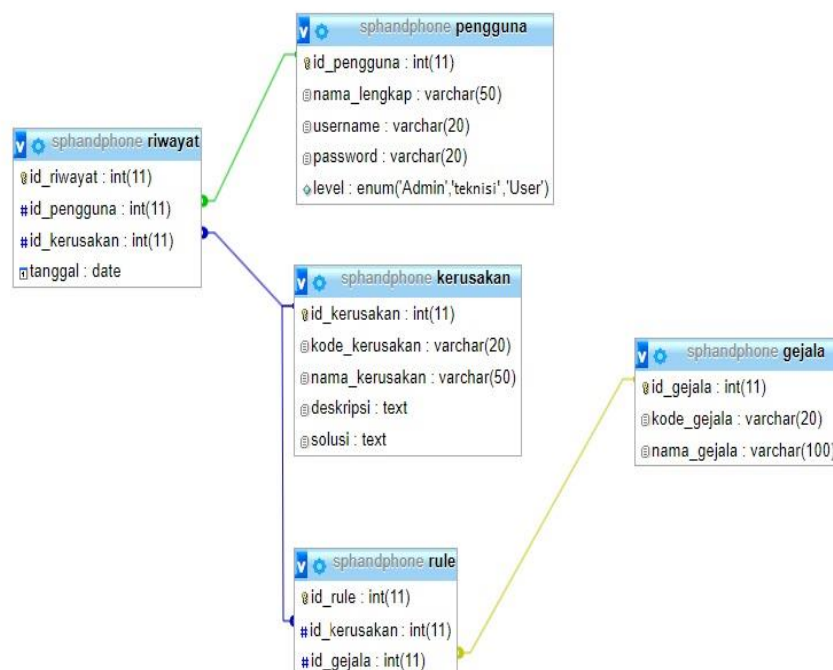 sphandphone pengguna
id_pengguna : int(11)
nama_lengkap : varchar(50)
username : varchar(20)
password : varchar(20)
level : enum('Admin','teknisi','User')
sphandphone riwayat
id_riwayat : int(11)
#id_pengguna : int(11)
#id_kerusakan : int(11)
tanggal : date
sphandphone kerusakan
id_kerusakan : int(11)
kode_kerusakan : varchar(20)
nama_kerusakan : varchar(50)
deskripsi : text
solusi : text
sphandphone gejala
id_gejala : int(11)
kode_gejala : varchar(20)
nama_gejala : varchar(100)
sphandphone rule
id_rule : int(11)
#id_kerusakan : int(11)
#id_gejala : int(11)